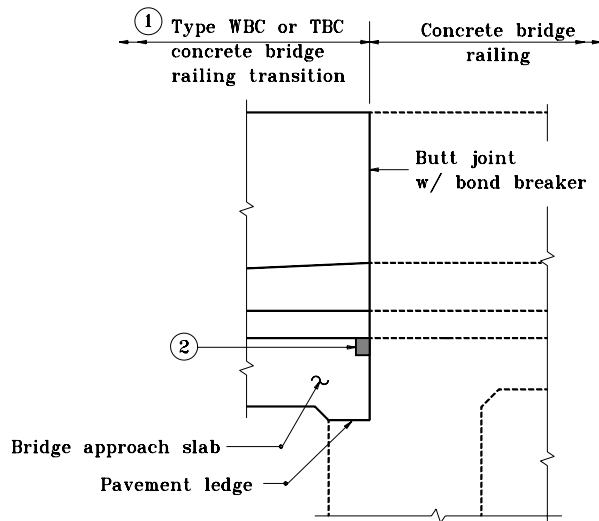 1
Type WBC or TBC
concrete bridge
railing transition
Concrete bridge
railing
Butt joint
w/ bond breaker
2
Bridge approach slab
Pavement ledge